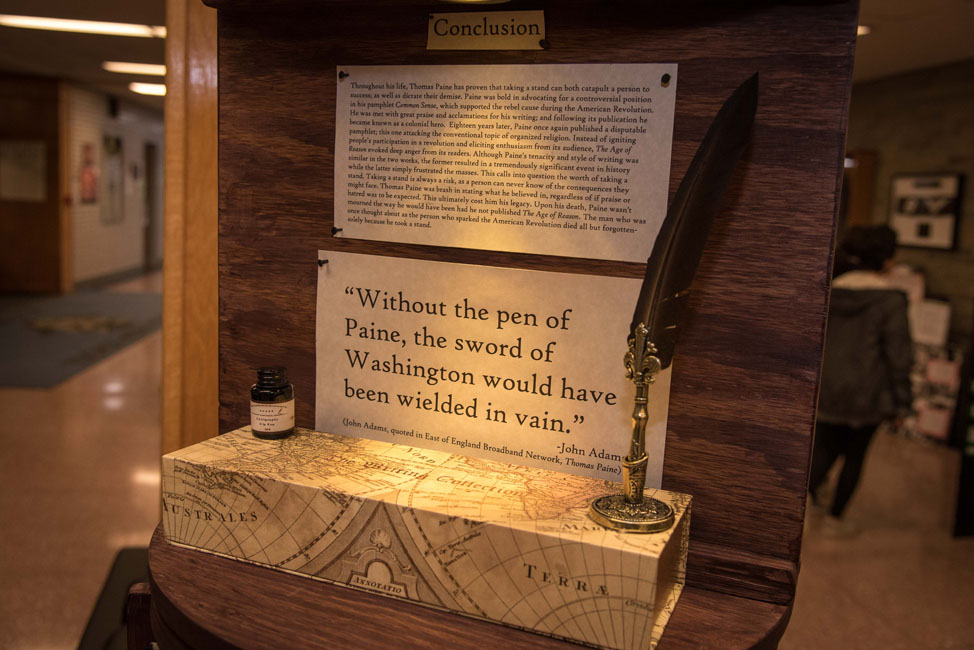 Conclusion
Throughout his life, Thomas Paine has proven that taking a stand can both catapult a person to
success, as well as dictate their demise. Paine was bold in advocating for a controversial position
in his pamphlet Common Sense, which supported the rebel cause during the American Revolution.
He was met with great praise and acclamations for his writing; and following its publication he
became known as a colonial hero. Eighteen years later, Paine once again published a disputable
pamphlet; this one attacking the conventional topic of organized religion. Instead of igniting
people's participation in a revolution and eliciting enthusiasm from its audience, The Age of
Reason evoked deep anger from its readers. Although Paine's tenacity and style of writing was
similar in the two works, the former resulted in a tremendously significant event in history
while the latter simply frustrated the masses. This calls into question the worth of taking a
stand. Taking a stand is always a risk, as a person can never know of the consequences they
might face. Thomas Paine was brash in stating what he believed in, regardless of if praise or
hatred was to be expected. This ultimately cost him his legacy. Upon his death, Paine wasn't
mourned the way he would have been had he not published The Age of Reason. The man who was
once thought about as the person who sparked the American Revolution died all but forgotten-
solely because he took a stand.
“Without the pen of
Paine, the sword of
Washington would have
been wielded in vain.”
-John Adams
(John Adams, quoted in East of England Broadband Network, Thomas Paine)
Calligraphy
Writing Collection
AUSTRALES
ANNOTATIO
TERRÆ